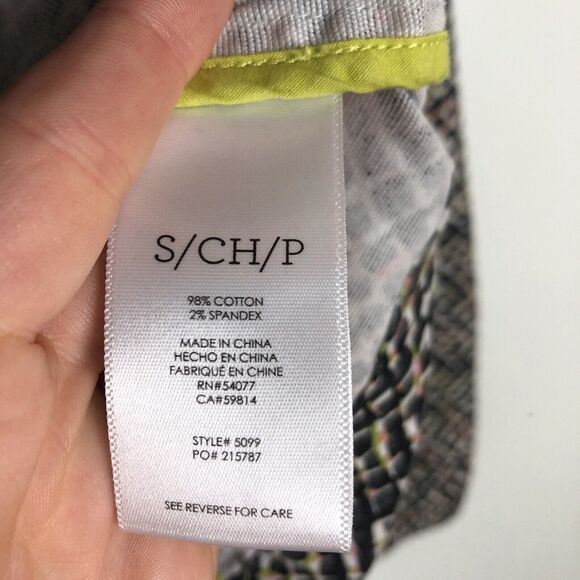 S/CH/P
98% COTTON
2% SPANDEX
MADE IN CHINA
HECHO EN CHINA
FABRIQUÉ EN CHINE
RN#54077
CA#59814
STYLE# 5099
PO# 215787
SEE REVERSE FOR CARE